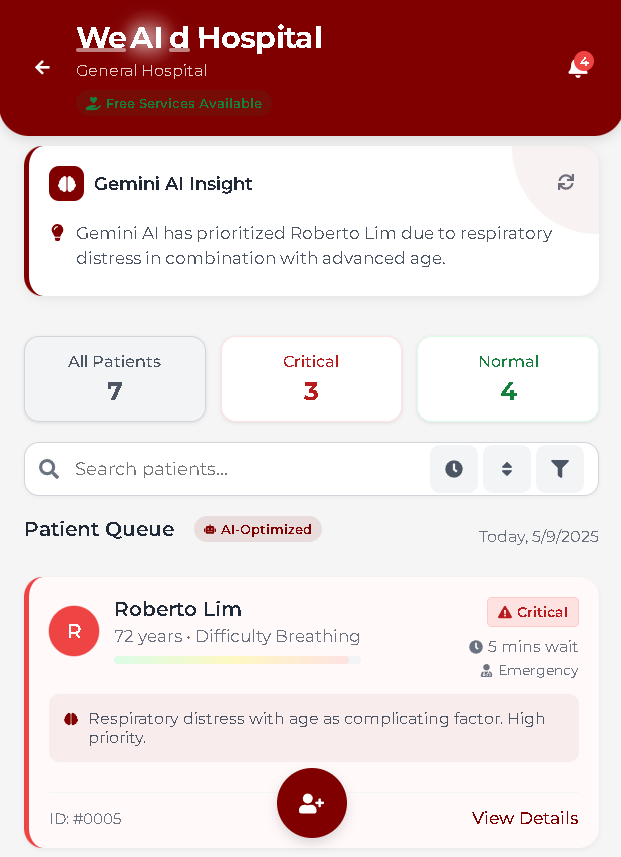 WeAI d Hospital
General Hospital
4
Free Services Available
Gemini AI Insight
Gemini AI has prioritized Roberto Lim due to respiratory
distress in combination with advanced age.
All Patients
7
Critical
3
Normal
4
Search patients...
Patient Queue
AI-Optimized
Today, 5/9/2025
R
Roberto Lim
72 years • Difficulty Breathing
Critical
5 mins wait
Emergency
Respiratory distress with age as complicating factor. High
priority.
ID: #0005
View Details